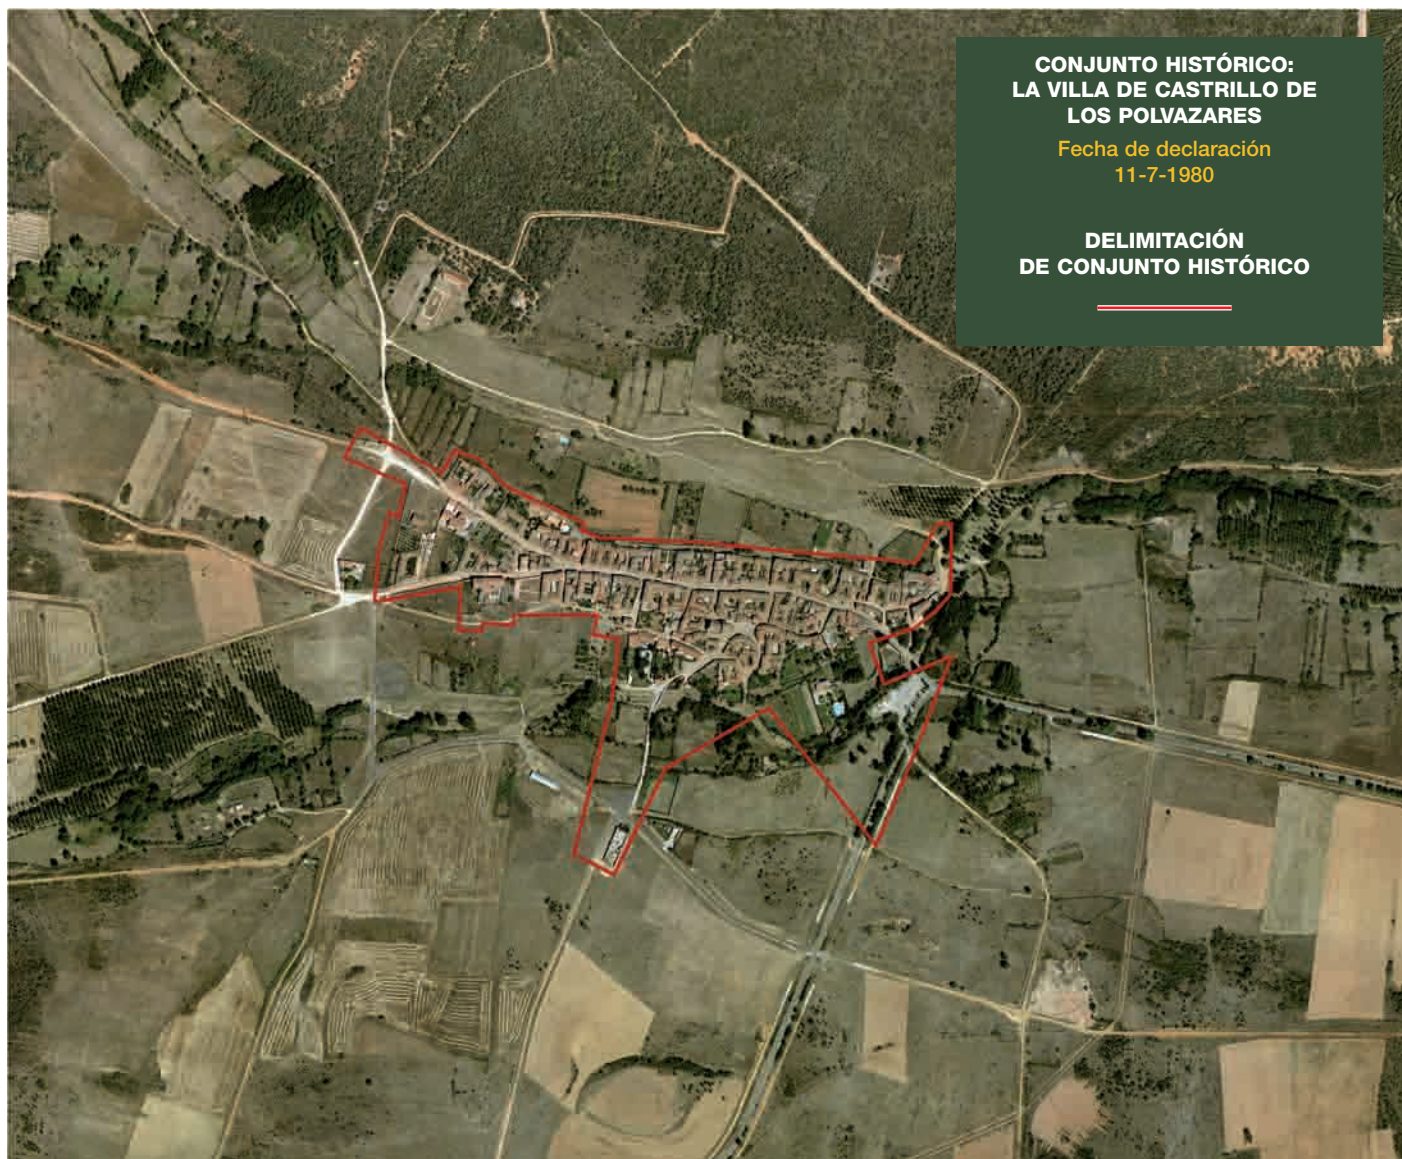 CONJUNTO HISTÓRICO:
LA VILLA DE CASTRILLO DE
LOS POLVAZARES
Fecha de declaración
11-7-1980
DELIMITACIÓN
DE CONJUNTO HISTÓRICO